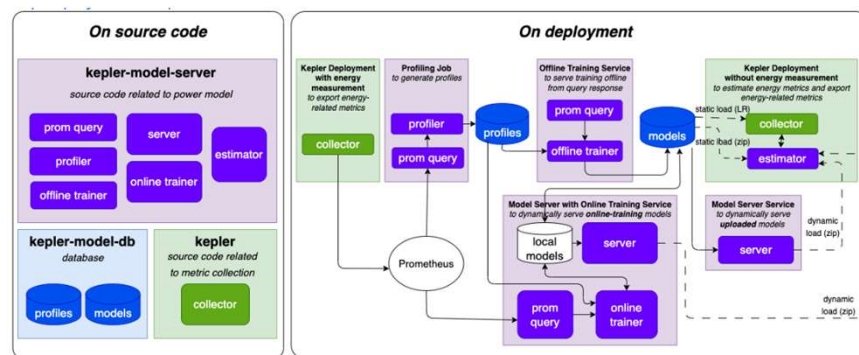 On source code
kepler-model-server
source code related to power model
prom query
profiler
offline trainer
server
online trainer
estimator
kepler-model-db
database
profiles
models
kepler
source code related
to metric collection
collector
On deployment
Kepler Deployment
with energy
measurement
to export energy-
related metrics
collector
Profiling Job
to generate profiles
profiler
prom query
Prometheus
profiles
Offline Training Service
to serve training offline
from query response
prom query
offline trainer
models
static load (LR)
static load (zip)
Kepler Deployment
without energy measurement
to estimate energy metrics and export
energy-related metrics
collector
estimator
Model Server with Online Training Service
to dynamically serve online-training models
local
models
server
prom
query
online
trainer
Model Server Service
to dynamically serve
uploaded models
server
dynamic
load (zip)
dynamic
load (zip)